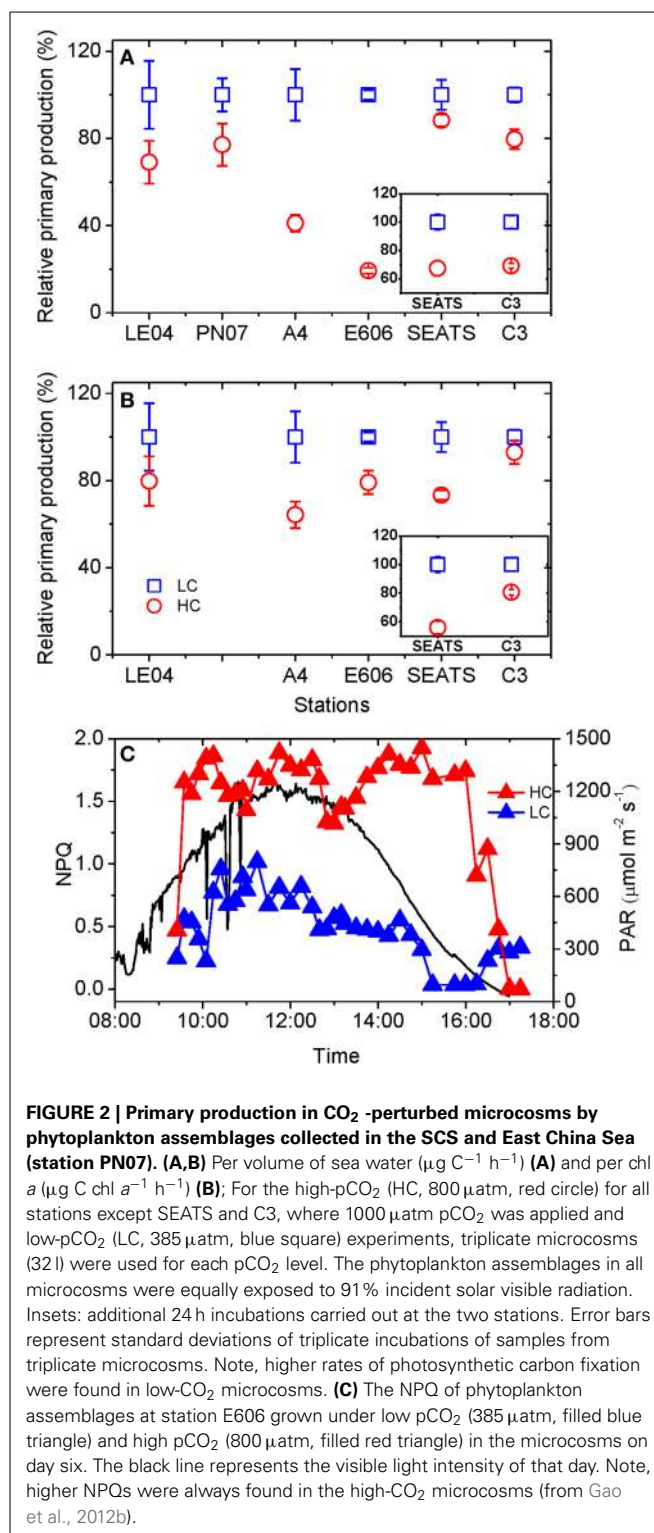 A
Relative primary production (%)
120
80
40
0
120
100
80
60
SEATS C3
LE04 PN07 A4 E606 SEATS C3
B
Relative primary production (%)
120
80
40
0
LC
HC
120
100
80
60
SEATS C3
LE04 A4 E606 SEATS C3
Stations
C
NPQ
2.0
1.5
1.0
0.5
0.0
HC
LC
PAR (μmol m⁻² s⁻¹)
1500
1200
900
600
300
0
08:00 10:00 12:00 14:00 16:00 18:00
Time
FIGURE 2 | Primary production in CO₂ -perturbed microcosms by
phytoplankton assemblages collected in the SCS and East China Sea
(station PN07). (A,B) Per volume of sea water (μg C⁻¹ h⁻¹) (A) and per chl
a (μg C chl a⁻¹ h⁻¹) (B); For the high-pCO₂ (HC, 800 μatm, red circle) for all
stations except SEATS and C3, where 1000 μatm pCO₂ was applied and
low-pCO₂ (LC, 385 μatm, blue square) experiments, triplicate microcosms
(32 l) were used for each pCO₂ level. The phytoplankton assemblages in all
microcosms were equally exposed to 91% incident solar visible radiation.
Insets: additional 24 h incubations carried out at the two stations. Error bars
represent standard deviations of triplicate incubations of samples from
triplicate microcosms. Note, higher rates of photosynthetic carbon fixation
were found in low-CO₂ microcosms. (C) The NPQ of phytoplankton
assemblages at station E606 grown under low pCO₂ (385 μatm, filled blue
triangle) and high pCO₂ (800 μatm, filled red triangle) in the microcosms on
day six. The black line represents the visible light intensity of that day. Note,
higher NPQs were always found in the high-CO₂ microcosms (from Gao
et al., 2012b).